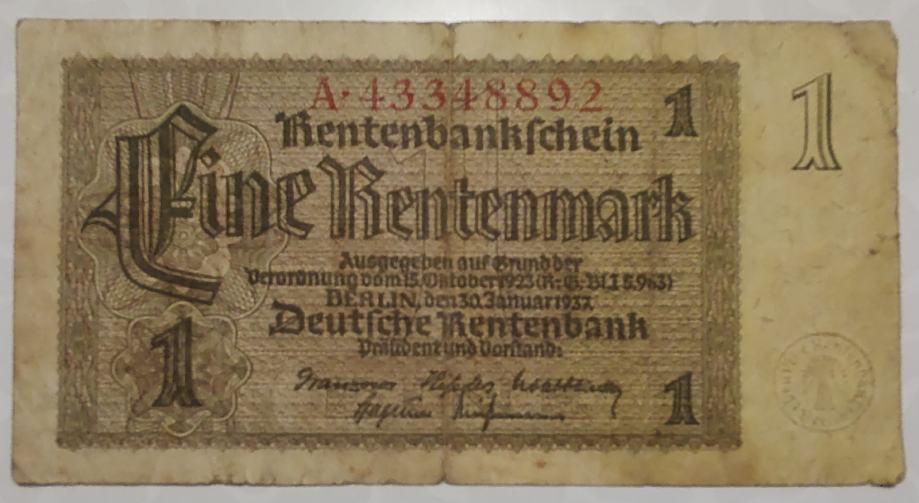 A·43348892
1
1
Rentenbankschein
Eine Rentenmark
Ausgegeben auf Grund der
Verordnung vom 15. Oktober 1923 (R.-G.-Bl. I S. 963)
BERLIN, den 30. Januar 1937
Deutsche Rentenbank
Präsident und Vorstand:
1
1